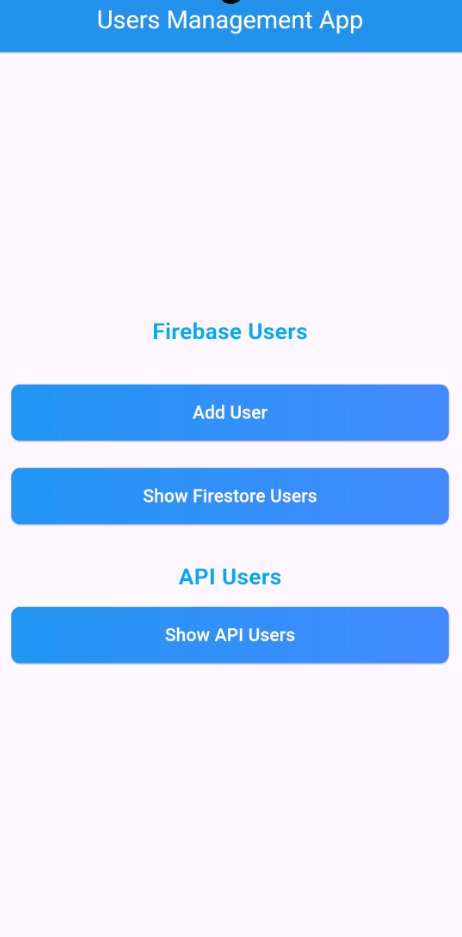 Users Management App
Firebase Users
Add User
Show Firestore Users
API Users
Show API Users